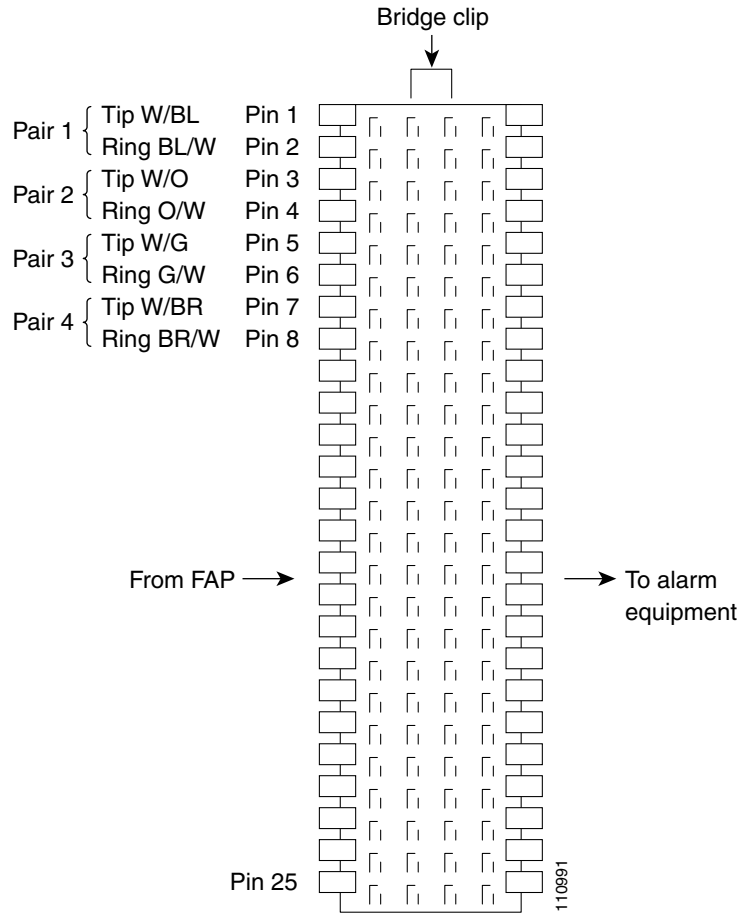 Bridge clip
Pair 1
Tip W/BL Pin 1
Ring BL/W Pin 2
Pair 2
Tip W/O Pin 3
Ring O/W Pin 4
Pair 3
Tip W/G Pin 5
Ring G/W Pin 6
Pair 4
Tip W/BR Pin 7
Ring BR/W Pin 8
From FAP
To alarm
equipment
Pin 25
110991